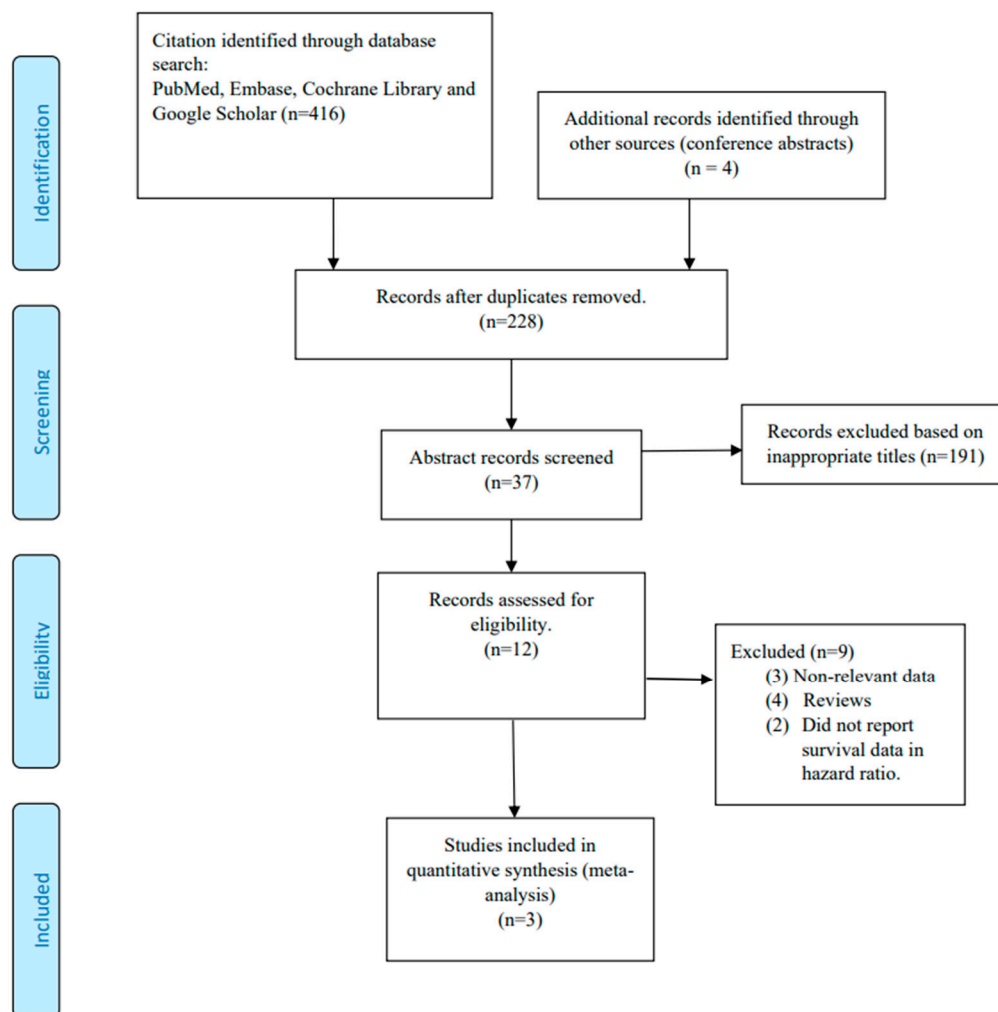 Identification
Citation identified through database
search:
PubMed, Embase, Cochrane Library and
Google Scholar (n=416)
Additional records identified through
other sources (conference abstracts)
(n = 4)
Records after duplicates removed.
(n=228)
Screening
Abstract records screened
(n=37)
Records excluded based on
inappropriate titles (n=191)
Eligibility
Records assessed for
eligibility.
(n=12)
Excluded (n=9)
(3) Non-relevant data
(4) Reviews
(2) Did not report
survival data in
hazard ratio.
Included
Studies included in
quantitative synthesis (meta-
analysis)
(n=3)